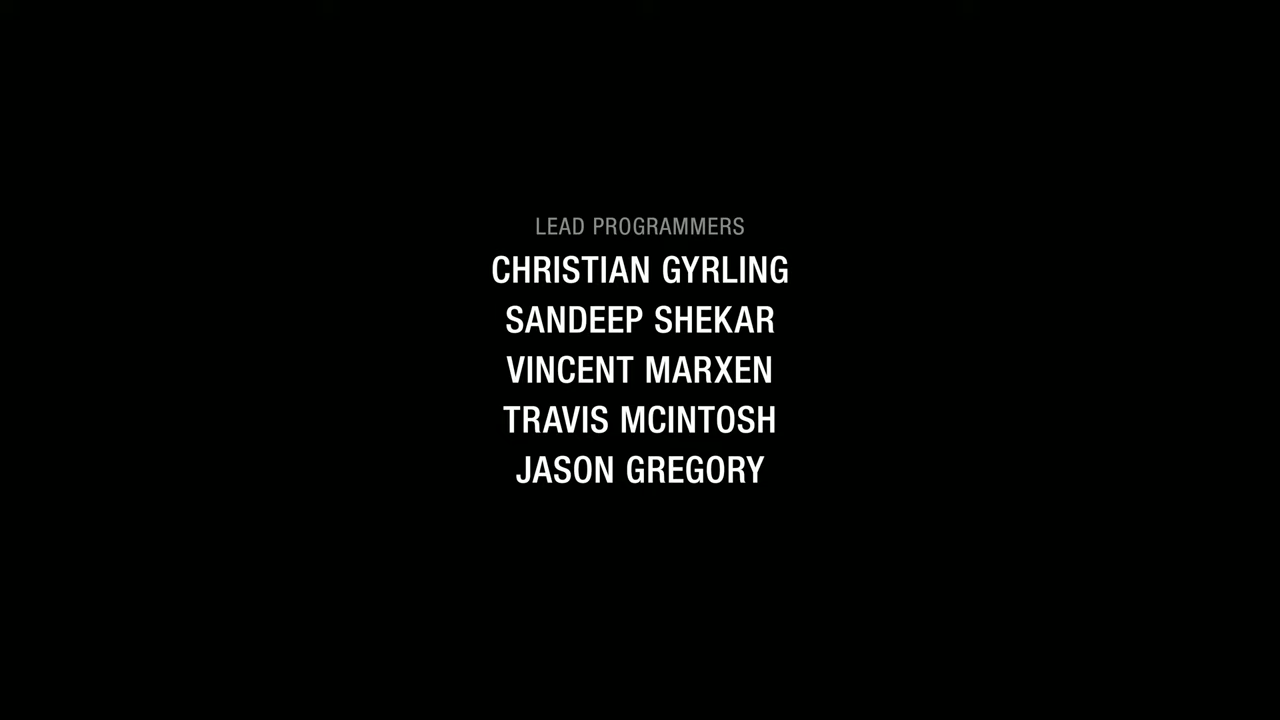 LEAD PROGRAMMERS
CHRISTIAN GYRLING
SANDEEP SHEKAR
VINCENT MARXEN
TRAVIS MCINTOSH
JASON GREGORY